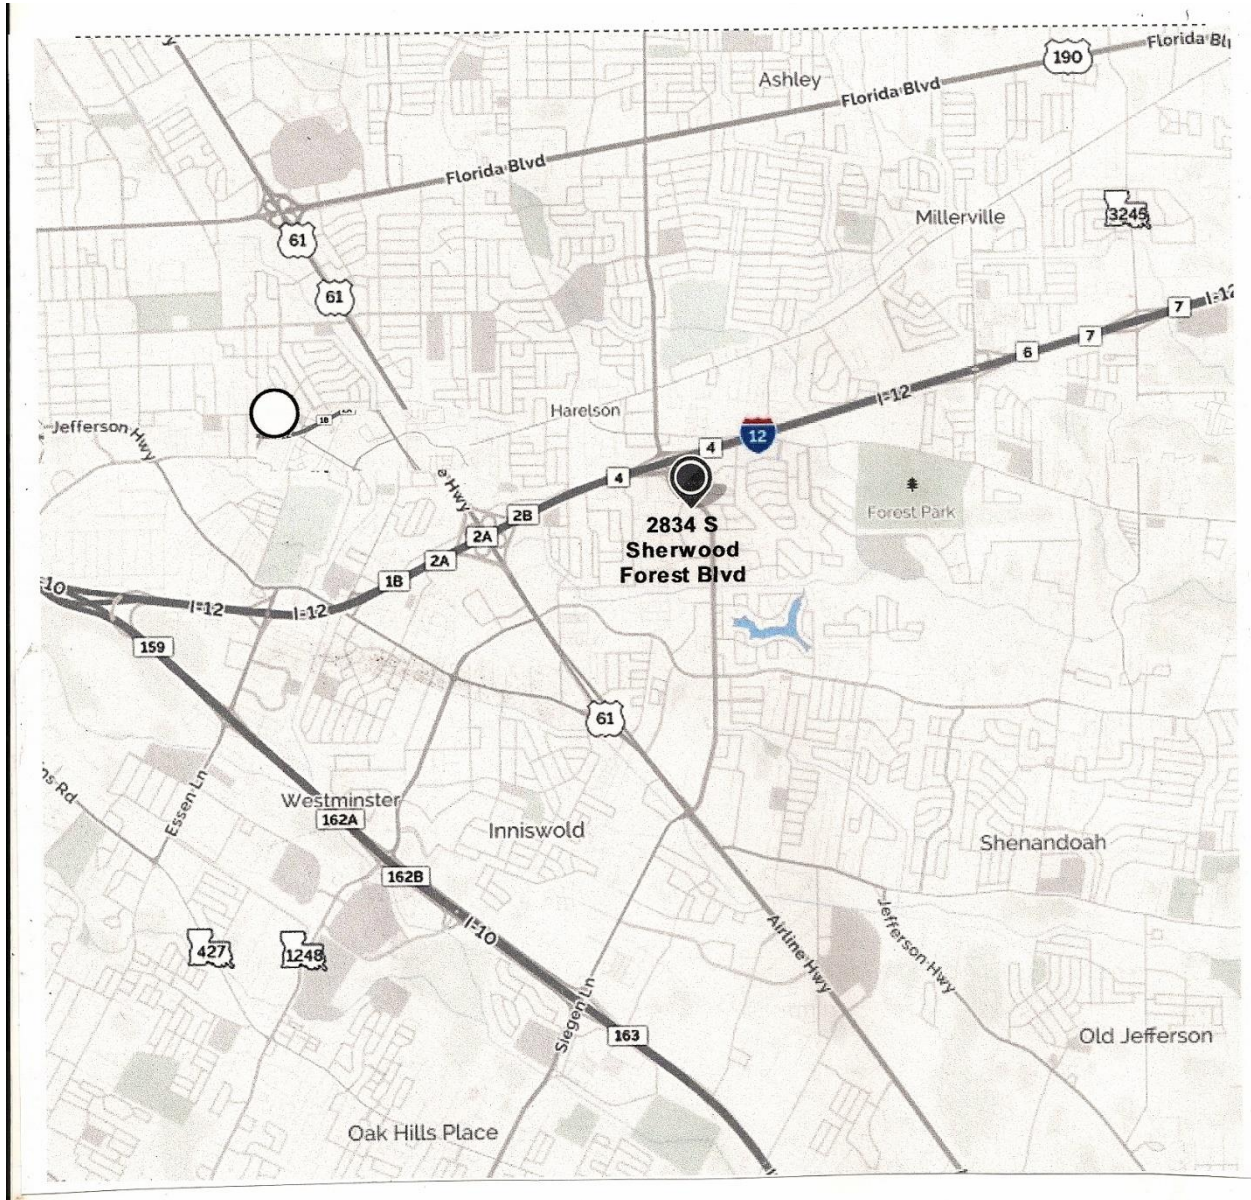 Florida Blvd
190
Ashley
Florida Blvd
Florida Blvd
Millerville
3245
61
61
I-12
7
7
6
I-12
Harelson
Jefferson Hwy
1B
12
4
4
Forest Park
2834 S
Sherwood
Forest Blvd
e Hwy
2B
2A
2A
1B
10
I-12
I-12
159
61
ns Rd
Essen Ln
Westminster
162A
Inniswold
Shenandoah
162B
I-10
427
1248
Airline Hwy
Jefferson Hwy
Siegen Ln
163
Old Jefferson
Oak Hills Place